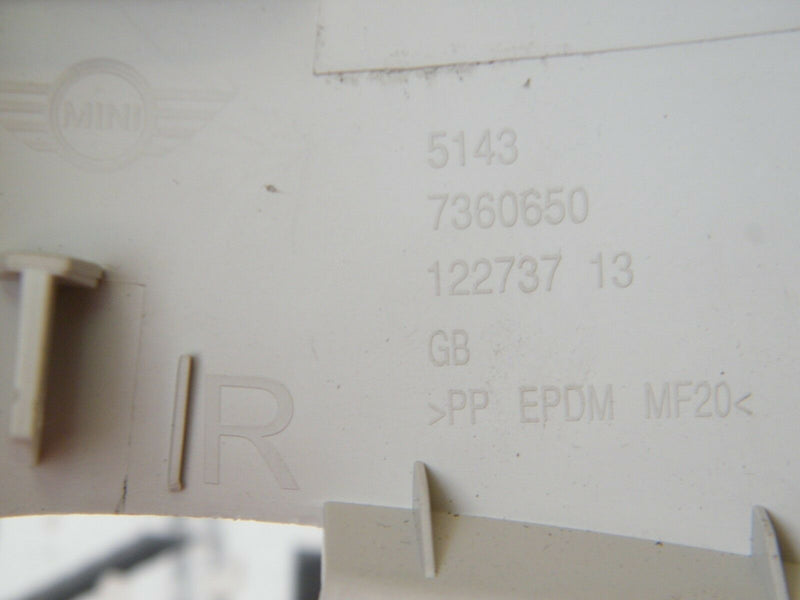 MINI
5143
7360650
122737 13
GB
>PP EPDM MF20<
R